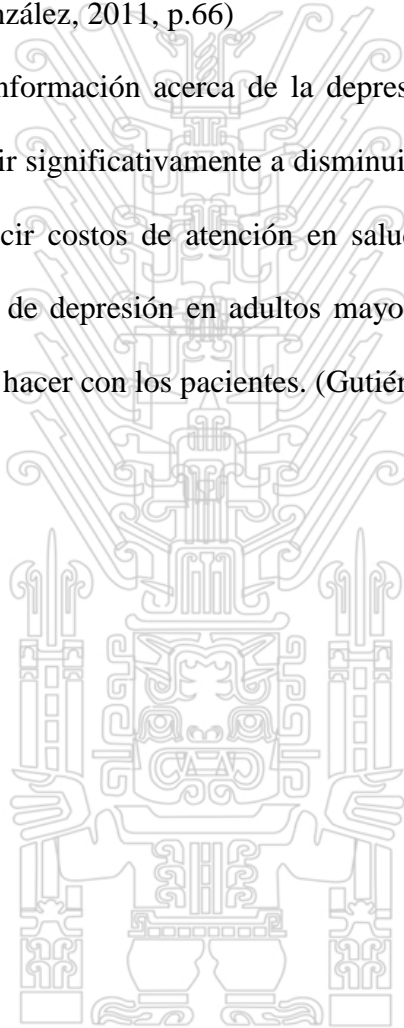 nzález, 2011, p.66)
nformación acerca de la depres
ir significativamente a disminui
cir costos de atención en salud
de depresión en adultos mayo
hacer con los pacientes. (Gutiér